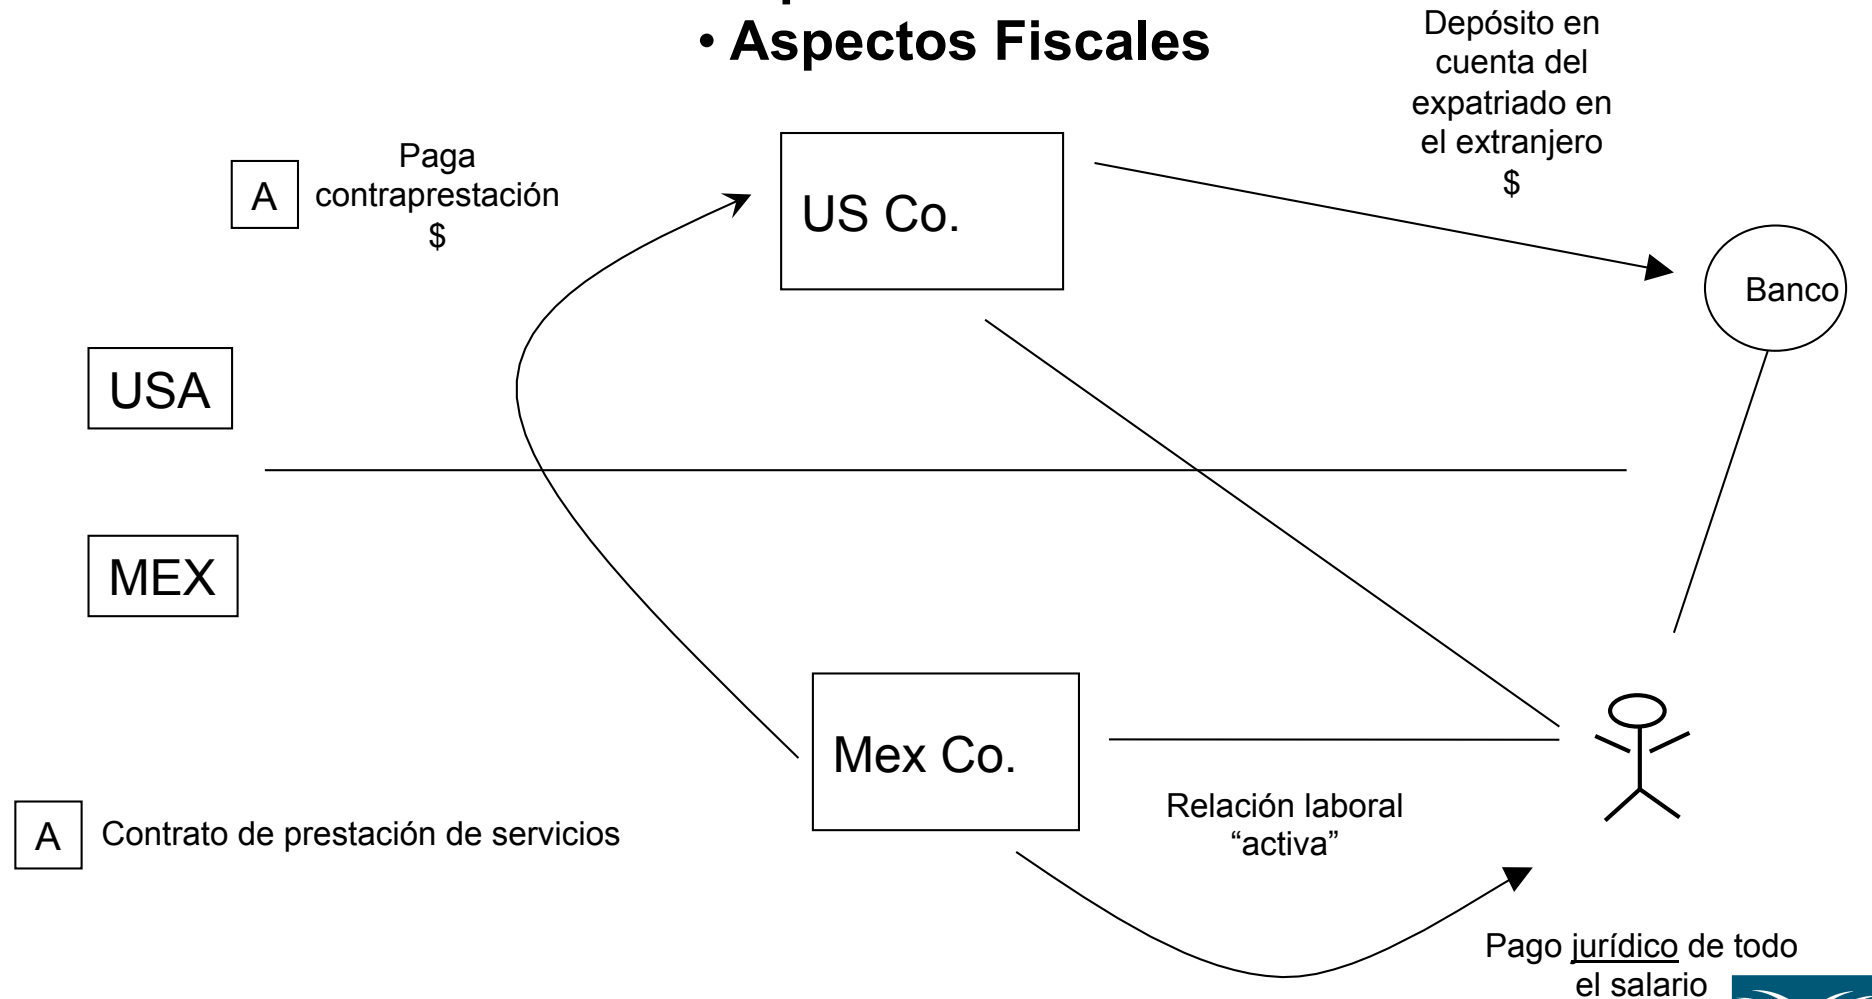 • Aspectos Fiscales
Depósito en
cuenta del
expatriado en
el extranjero
$
A
Paga
contraprestación
$
US Co.
Banco
USA
MEX
Mex Co.
Relación laboral
“activa”
A
Contrato de prestación de servicios
Pago jurídico de todo
el salario